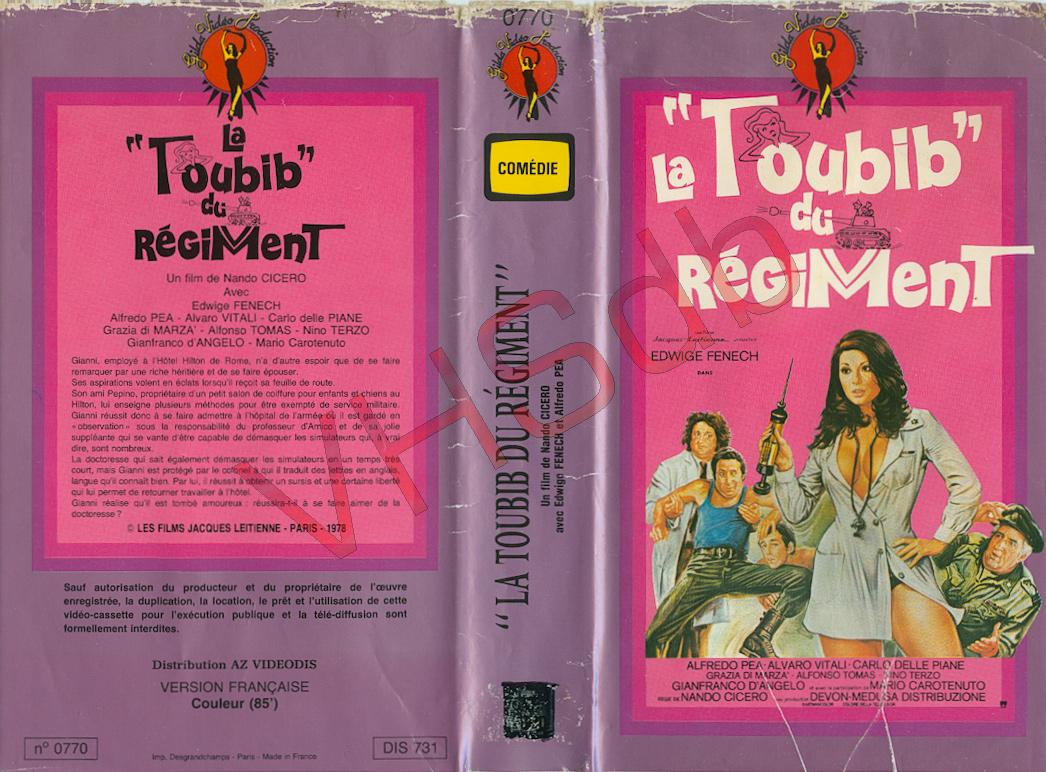 Gilda Vidéo Production
La
"Toubib"
du
RégiMent
Un film de Nando CICERO
Avec
Edwige FENECH
Alfredo PEA - Alvaro VITALI - Carlo delle PIANE
Grazia di MARZA' - Alfonso TOMAS - Nino TERZO
Gianfranco d'ANGELO - Mario Carotenuto
Gianni, employé à l'Hôtel Hilton de Rome, n'a d'autre espoir que de se faire
remarquer par une riche héritière et de se faire épouser.
Ses aspirations volent en éclats lorsqu'il reçoit sa feuille de route.
Son ami Pepino, propriétaire d'un petit salon de coiffure pour enfants et chiens au
Hilton, lui enseigne plusieurs méthodes pour être exempté de service militaire.
Gianni réussit donc à se faire admettre à l'hôpital de l'armée où il est gardé en
«observation» sous la responsabilité du professeur d'Amico et de sa jolie
suppléante qui se vante d'être capable de démasquer les simulateurs qui, à vrai
dire, sont nombreux.
La doctoresse qui sait également démasquer les simulateurs en un temps très
court, mais Gianni est protégé par le colonel à qui il traduit des lettres en anglais,
langue qu'il connaît bien. Par lui, il réussit à obtenir un sursis et une certaine liberté
qui lui permet de retourner travailler à l'hôtel.
Gianni réalise qu'il est tombé amoureux : réussira-t-il à se faire aimer de la
doctoresse ?
© LES FILMS JACQUES LEITIENNE - PARIS - 1978
Sauf autorisation du producteur et du propriétaire de l'œuvre
enregistrée, la duplication, la location, le prêt et l'utilisation de cette
vidéo-cassette pour l'exécution publique et la télé-diffusion sont
formellement interdites.
Distribution AZ VIDEODIS
VERSION FRANÇAISE
Couleur (85')
n° 0770
Imp. Desgrandchamps - Paris - Made in France
DIS 731
0770
Gilda Vidéo Production
COMÉDIE
"LA TOUBIB DU RÉGIMENT"
Un film de Nando CICERO
avec Edwige FENECH et Alfredo PEA
Gilda Vidéo Production
La "Toubib"
du
RégiMent
Jacques Leitienne
EDWIGE FENECH
DANS
ALFREDO PEA · ALVARO VITALI · CARLO DELLE PIANE
GRAZIA DI MARZA' · ALFONSO TOMAS · NINO TERZO
GIANFRANCO D'ANGELO et avec la participation de MARIO CAROTENUTO
NANDO CICERO DEVON-MEDUSA DISTRIBUZIONE
VHSdb